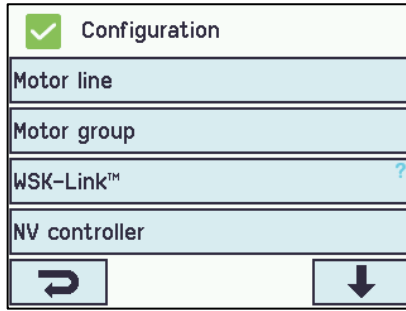 Configuration
Motor line
Motor group
WSK-Link™
?
NV controller